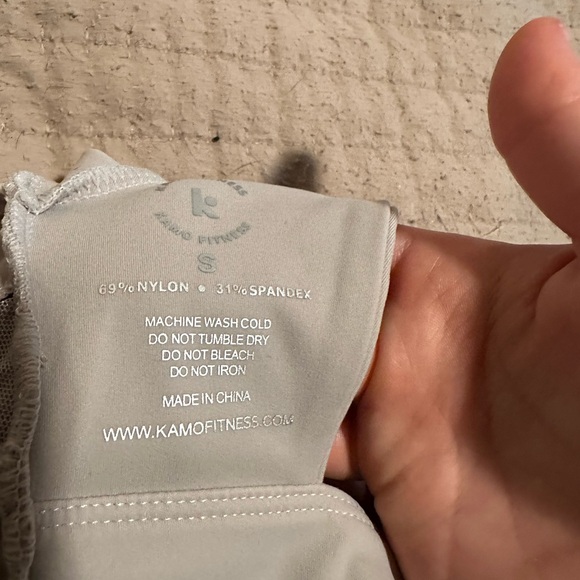 k
KAMO FITNESS
S
69% NYLON • 31% SPANDEX
MACHINE WASH COLD
DO NOT TUMBLE DRY
DO NOT BLEACH
DO NOT IRON
MADE IN CHINA
WWW.KAMOFITNESS.COM